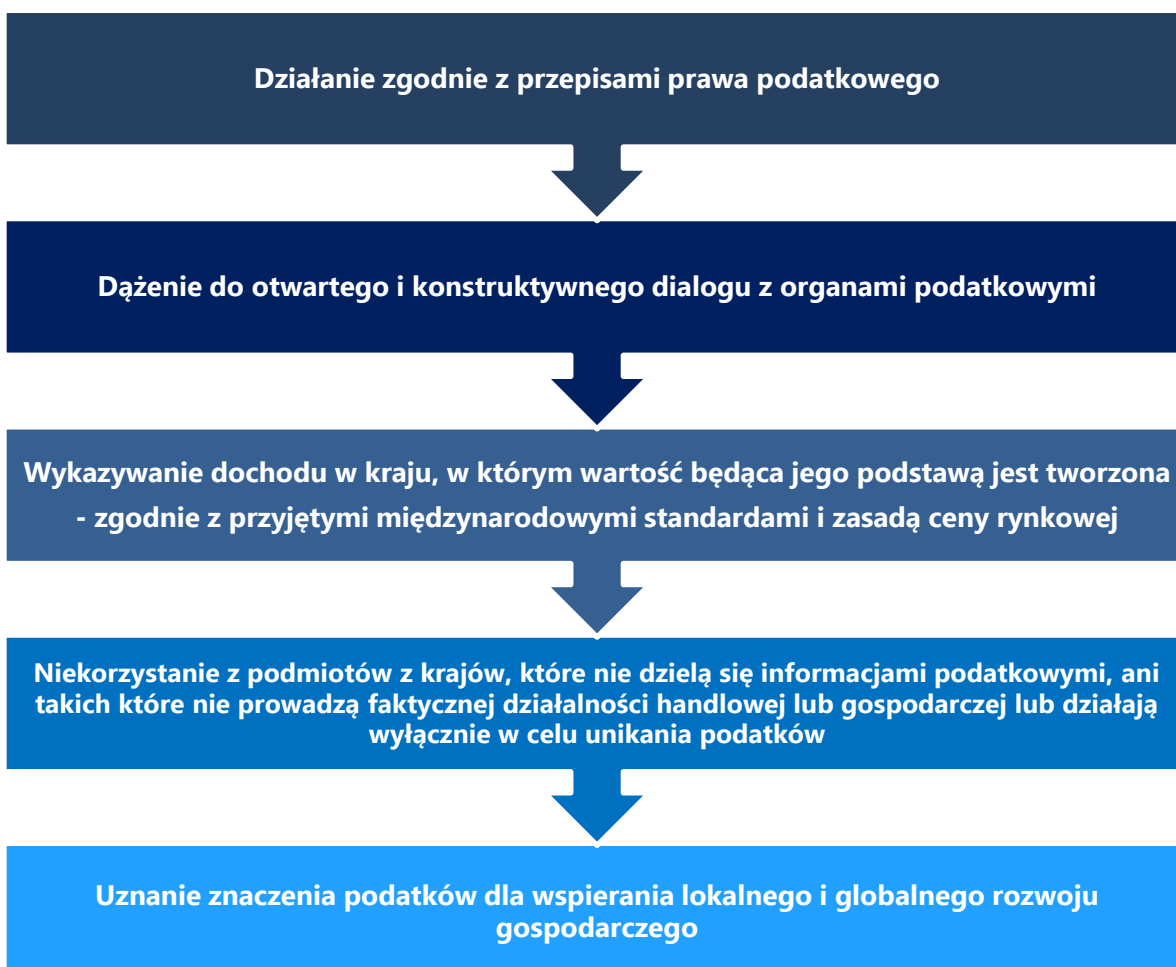 Działanie zgodnie z przepisami prawa podatkowego
Dążenie do otwartego i konstruktywnego dialogu z organami podatkowymi
Wykazywanie dochodu w kraju, w którym wartość będąca jego podstawą jest tworzona
- zgodnie z przyjętymi międzynarodowymi standardami i zasadą ceny rynkowej
Niekorzystanie z podmiotów z krajów, które nie dzielą się informacjami podatkowymi, ani
takich które nie prowadzą faktycznej działalności handlowej lub gospodarczej lub działają
wyłącznie w celu unikania podatków
Uznanie znaczenia podatków dla wspierania lokalnego i globalnego rozwoju
gospodarczego